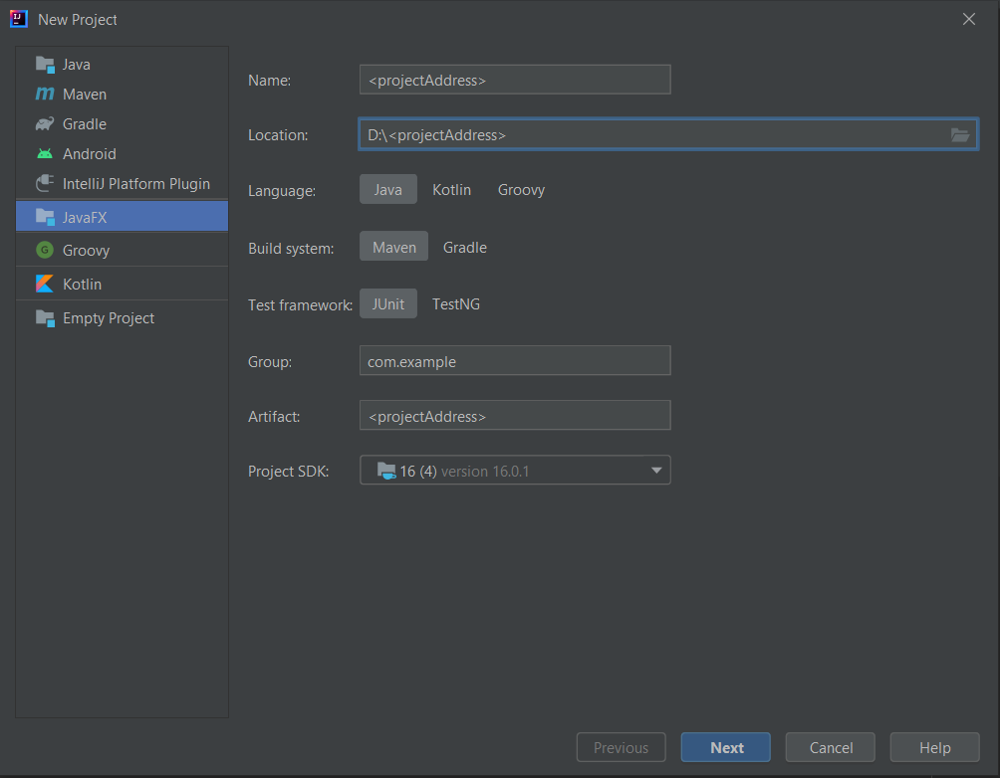 New Project
Java
Maven
Gradle
Android
IntelliJ Platform Plugin
JavaFX
Groovy
Kotlin
Empty Project
Name: <projectAddress>
Location: D:\<projectAddress>
Language: Java Kotlin Groovy
Build system: Maven Gradle
Test framework: JUnit TestNG
Group: com.example
Artifact: <projectAddress>
Project SDK: 16 (4) version 16.0.1
Previous Next Cancel Help